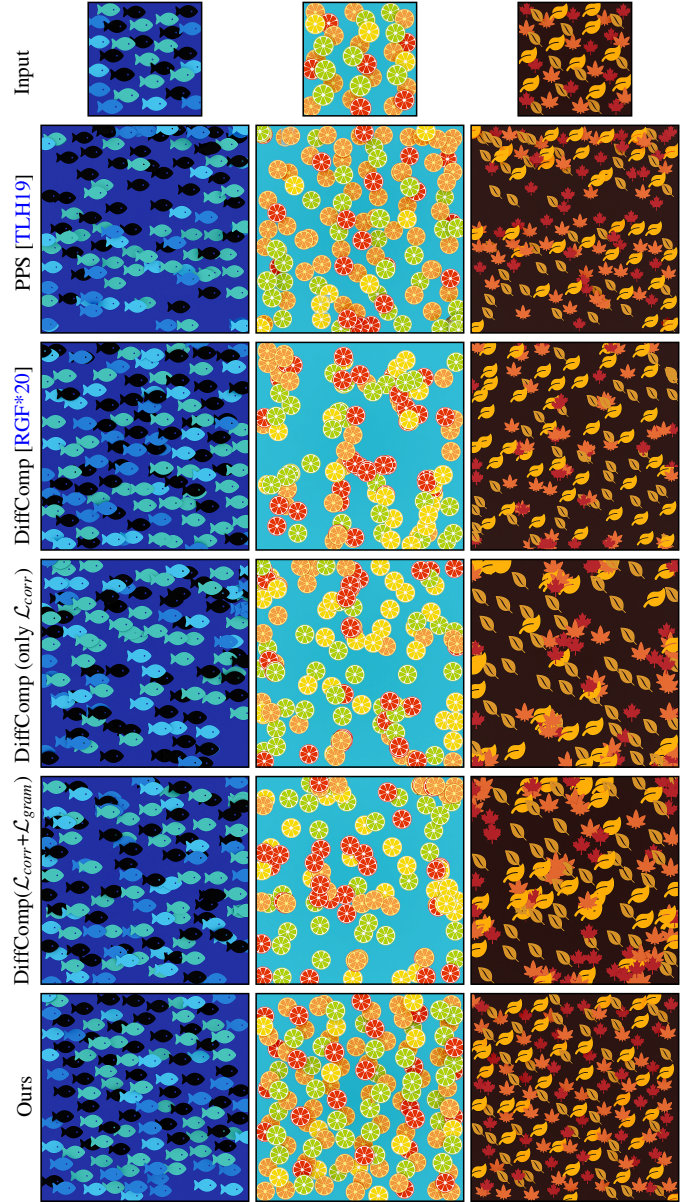 Input
PPS [TLH19]
DiffComp [RGF*20]
DiffComp (only ℒcorr)
DiffComp(ℒcorr+ℒgram)
Ours